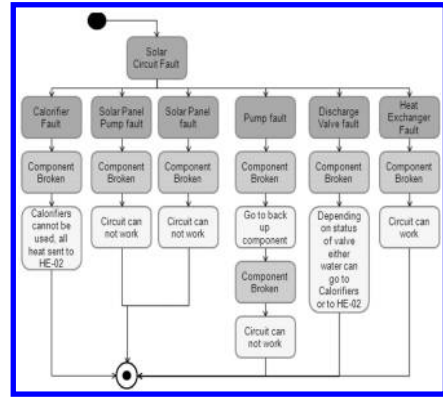 Solar
Circuit Fault
Calorifier
Fault
Solar Panel
Pump fault
Solar Panel
fault
Pump fault
Discharge
Valve fault
Heat
Exchanger
Fault
Component
Broken
Component
Broken
Component
Broken
Component
Broken
Component
Broken
Component
Broken
Calorifiers
cannot be
used, all
heat sent to
HE-02
Circuit can
not work
Circuit can
not work
Go to back
up
component
Depending
on status
of valve
either
water can
go to
Calorifiers
or to HE-02
Circuit can
work
Component
Broken
Circuit can
not work